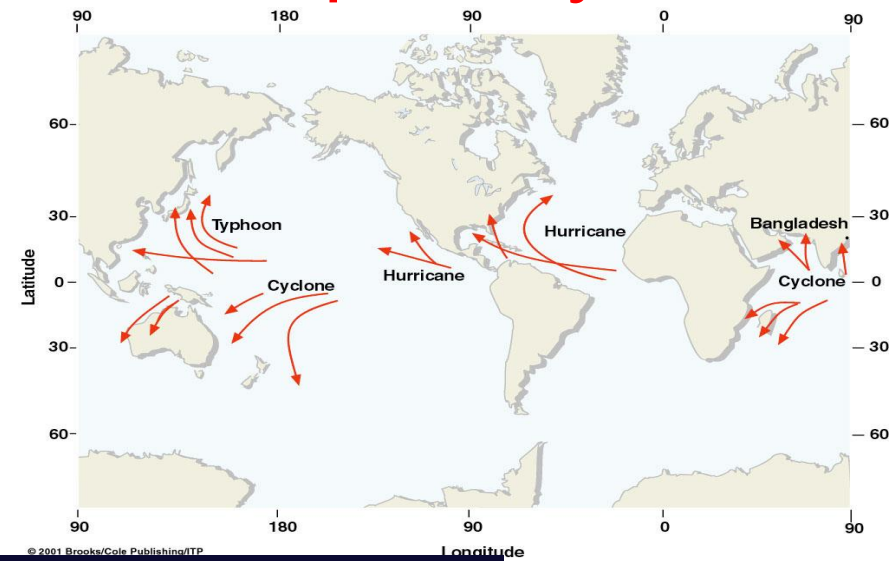 90 180 90 0 90
60 60
30 30
Typhoon Hurricane Bangladesh
Latitude
0 Cyclone Hurricane Cyclone 0
30 30
60 60
90 180 90 0 90
© 2001 Brooks/Cole Publishing/ITP Longitude